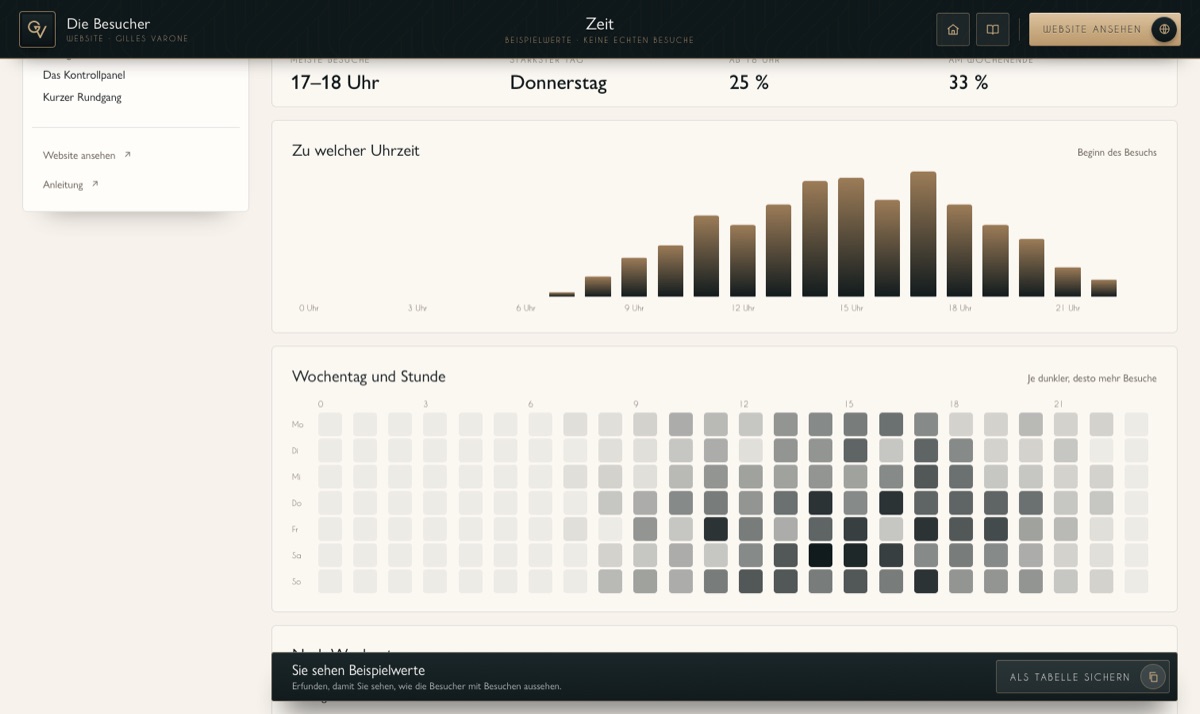 Die Besucher
WEBSITE · GILLES VARONE
Zeit
BEISPIELWERTE · KEINE ECHTEN BESUCHE
WEBSITE ANSEHEN
Das Kontrollpanel
Kurzer Rundgang
Website ansehen
Anleitung
MEISTE BESUCHE
STÄRKSTER TAG
AB 18 UHR
AM WOCHENENDE
17–18 Uhr
Donnerstag
25 %
33 %
Zu welcher Uhrzeit
Beginn des Besuchs
0 Uhr 3 Uhr 6 Uhr 9 Uhr 12 Uhr 15 Uhr 18 Uhr 21 Uhr
Wochentag und Stunde
Je dunkler, desto mehr Besuche
0 3 6 9 12 15 18 21
Mo
Di
Mi
Do
Fr
Sa
So
Sie sehen Beispielwerte
Erfunden, damit Sie sehen, wie die Besucher mit Besuchen aussehen.
ALS TABELLE SICHERN